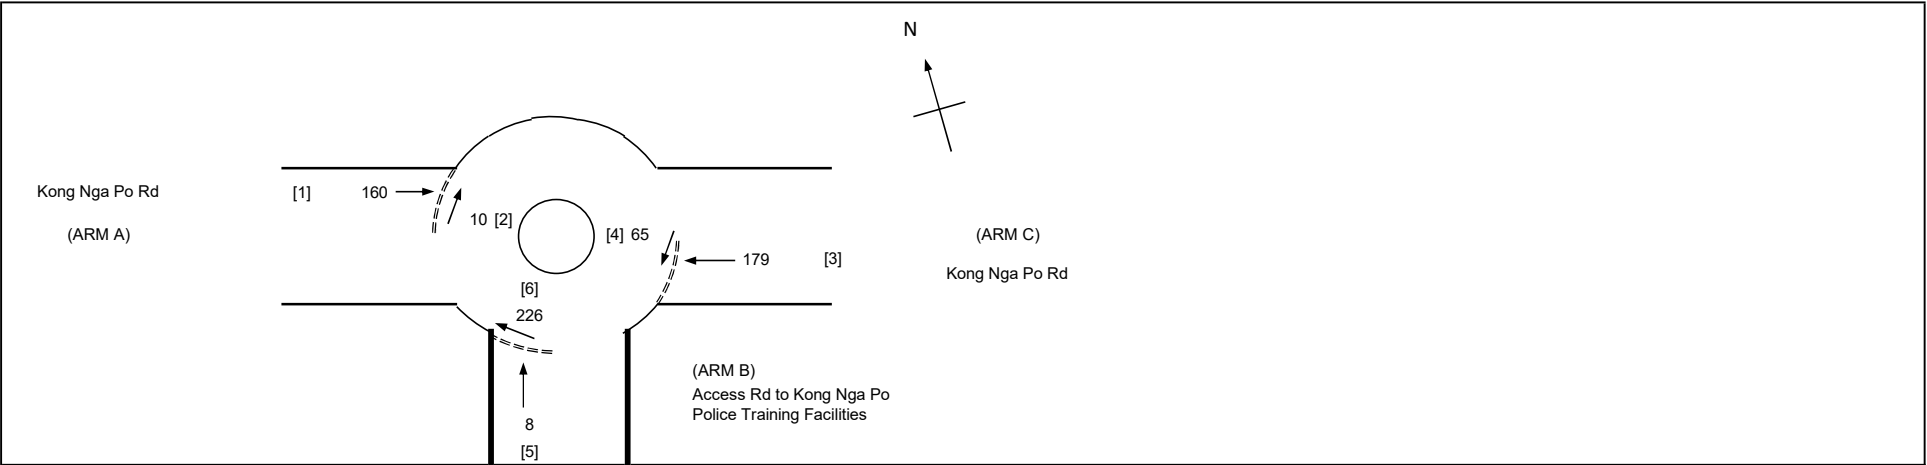 N
Kong Nga Po Rd
[1] 160
10 [2]
(ARM A)
[4] 65
(ARM C)
179 [3]
Kong Nga Po Rd
[6]
226
(ARM B)
Access Rd to Kong Nga Po
Police Training Facilities
8
[5]